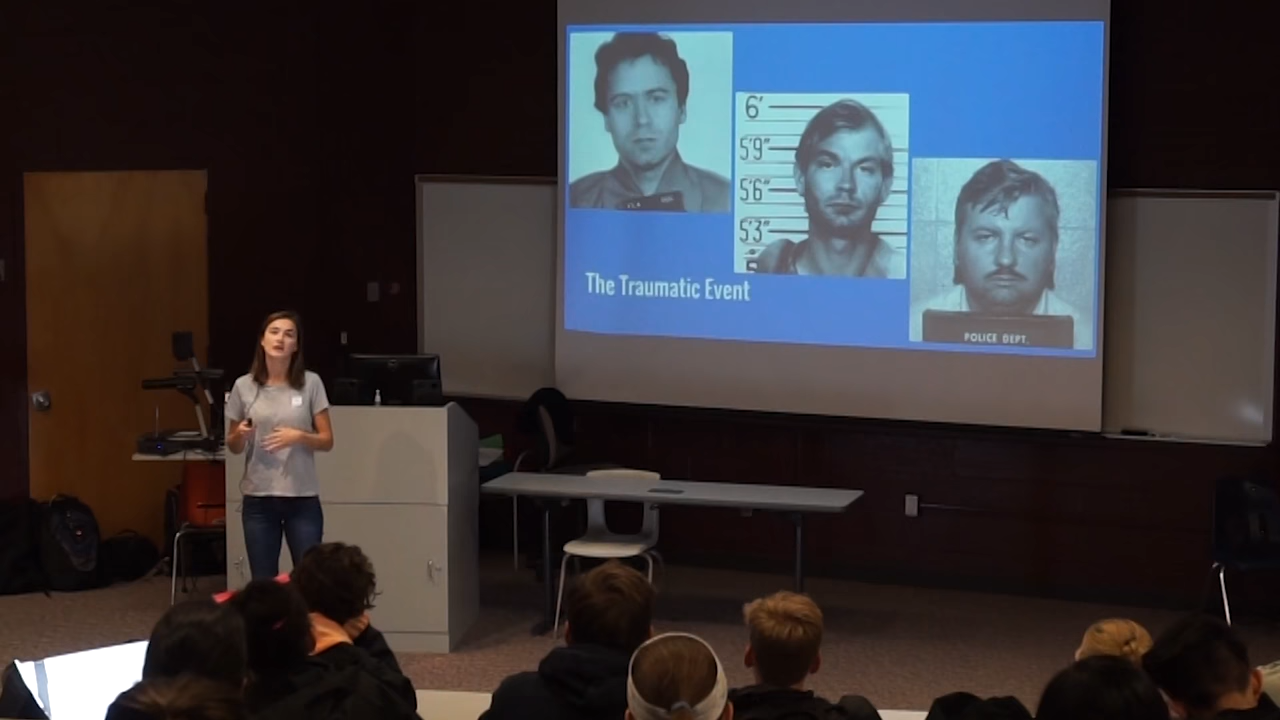 6'
5'9"
5'6"
5'3"
The Traumatic Event
POLICE DEPT.